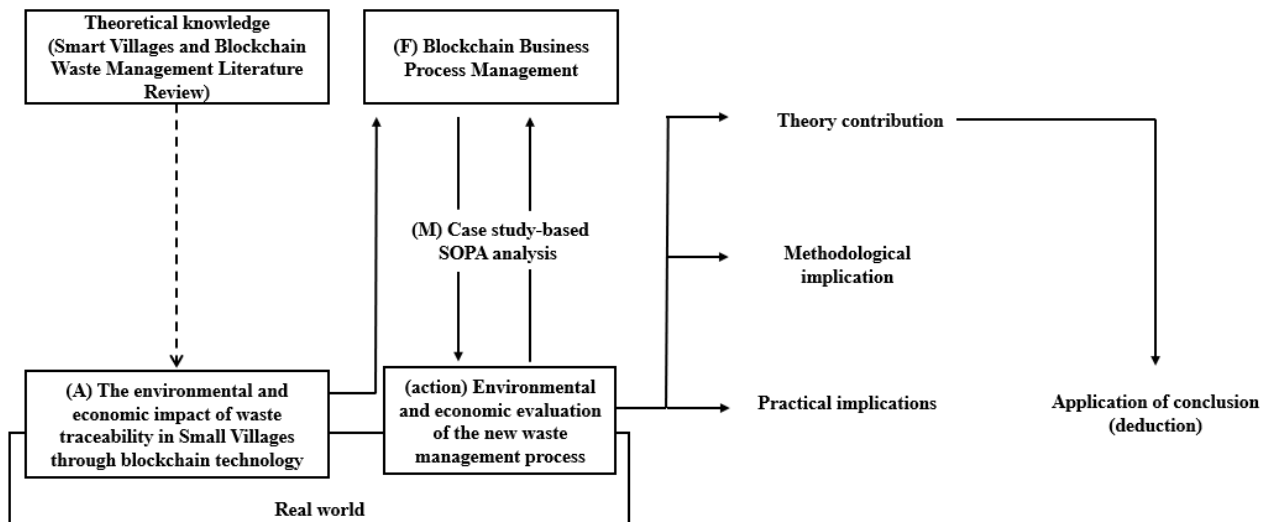 Theoretical knowledge
(Smart Villages and Blockchain
Waste Management Literature
Review)
(F) Blockchain Business
Process Management
Theory contribution
(M) Case study-based
SOPA analysis
Methodological
implication
(A) The environmental and
economic impact of waste
traceability in Small Villages
through blockchain technology
(action) Environmental
and economic evaluation
of the new waste
management process
Practical implications
Application of conclusion
(deduction)
Real world